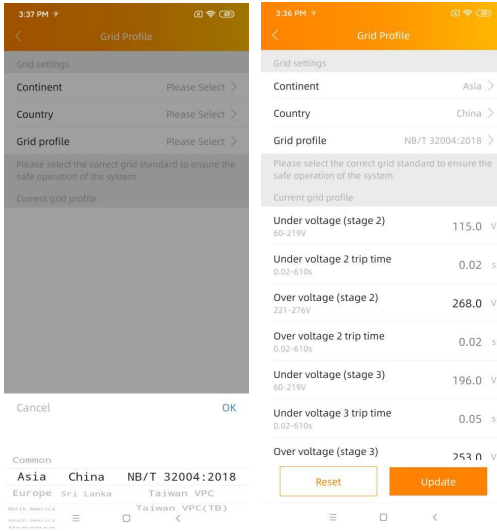 3:37 PM
Grid Profile
Grid settings
Continent Please Select
Country Please Select
Grid profile Please Select
Please select the correct grid standard to ensure the
safe operation of the system
Current grid profile
Cancel OK
Common
Asia China NB/T 32004:2018
Europe Sri Lanka Taiwan VPC
North America Taiwan VPC(TB)
South America
3:36 PM
Grid Profile
Grid settings
Continent Asia
Country China
Grid profile NB/T 32004:2018
Please select the correct grid standard to ensure the
safe operation of the system
Current grid profile
Under voltage (stage 2) 115.0 V
60-219V
Under voltage 2 trip time 0.02 s
0.02-610s
Over voltage (stage 2) 268.0 V
221-276V
Over voltage 2 trip time 0.02 s
0.02-610s
Under voltage (stage 3) 196.0 V
60-219V
Under voltage 3 trip time 0.05 s
0.02-610s
Over voltage (stage 3) 253.0 V
Reset Update